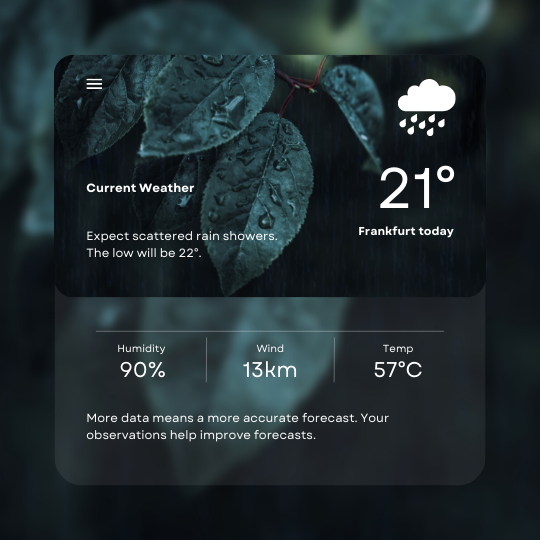 21°
Current Weather
Frankfurt today
Expect scattered rain showers.
The low will be 22°.
Humidity
90%
Wind
13km
Temp
57°C
More data means a more accurate forecast. Your
observations help improve forecasts.